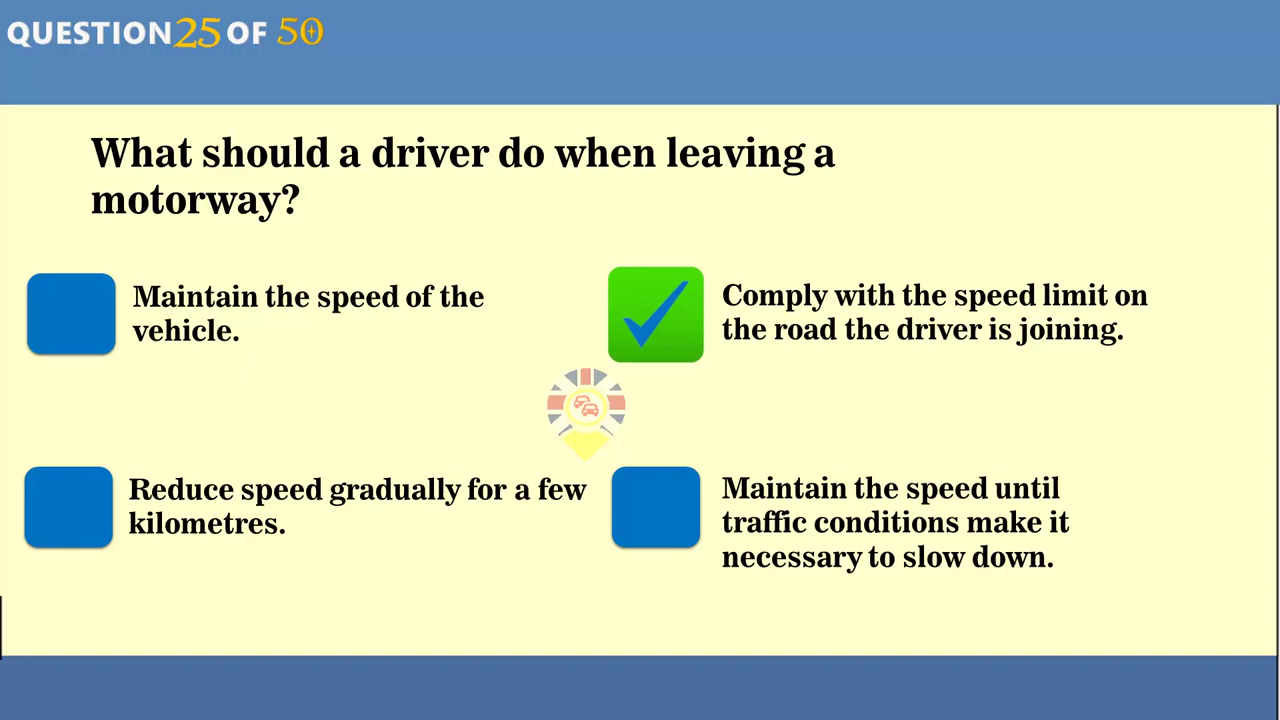 QUESTION 25 OF 50
What should a driver do when leaving a
motorway?
Maintain the speed of the
vehicle.
Comply with the speed limit on
the road the driver is joining.
Reduce speed gradually for a few
kilometres.
Maintain the speed until
traffic conditions make it
necessary to slow down.